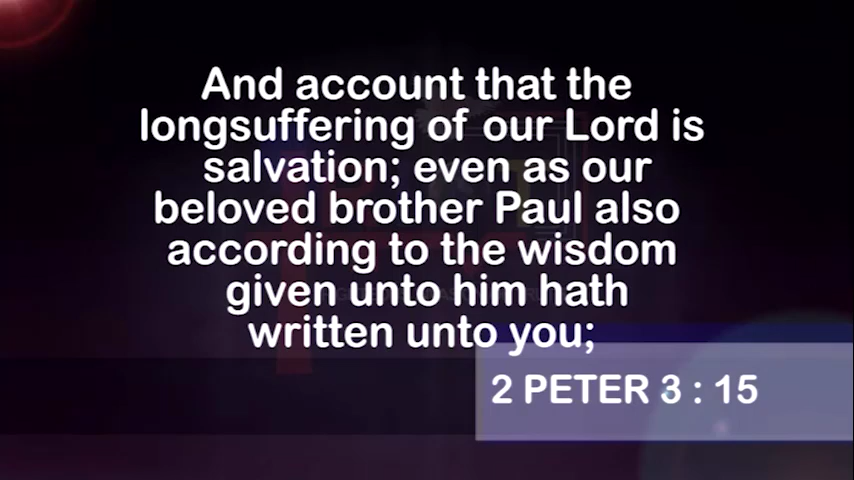 And account that the
longsuffering of our Lord is
salvation; even as our
beloved brother Paul also
according to the wisdom
given unto him hath
written unto you;
2 PETER 3 : 15